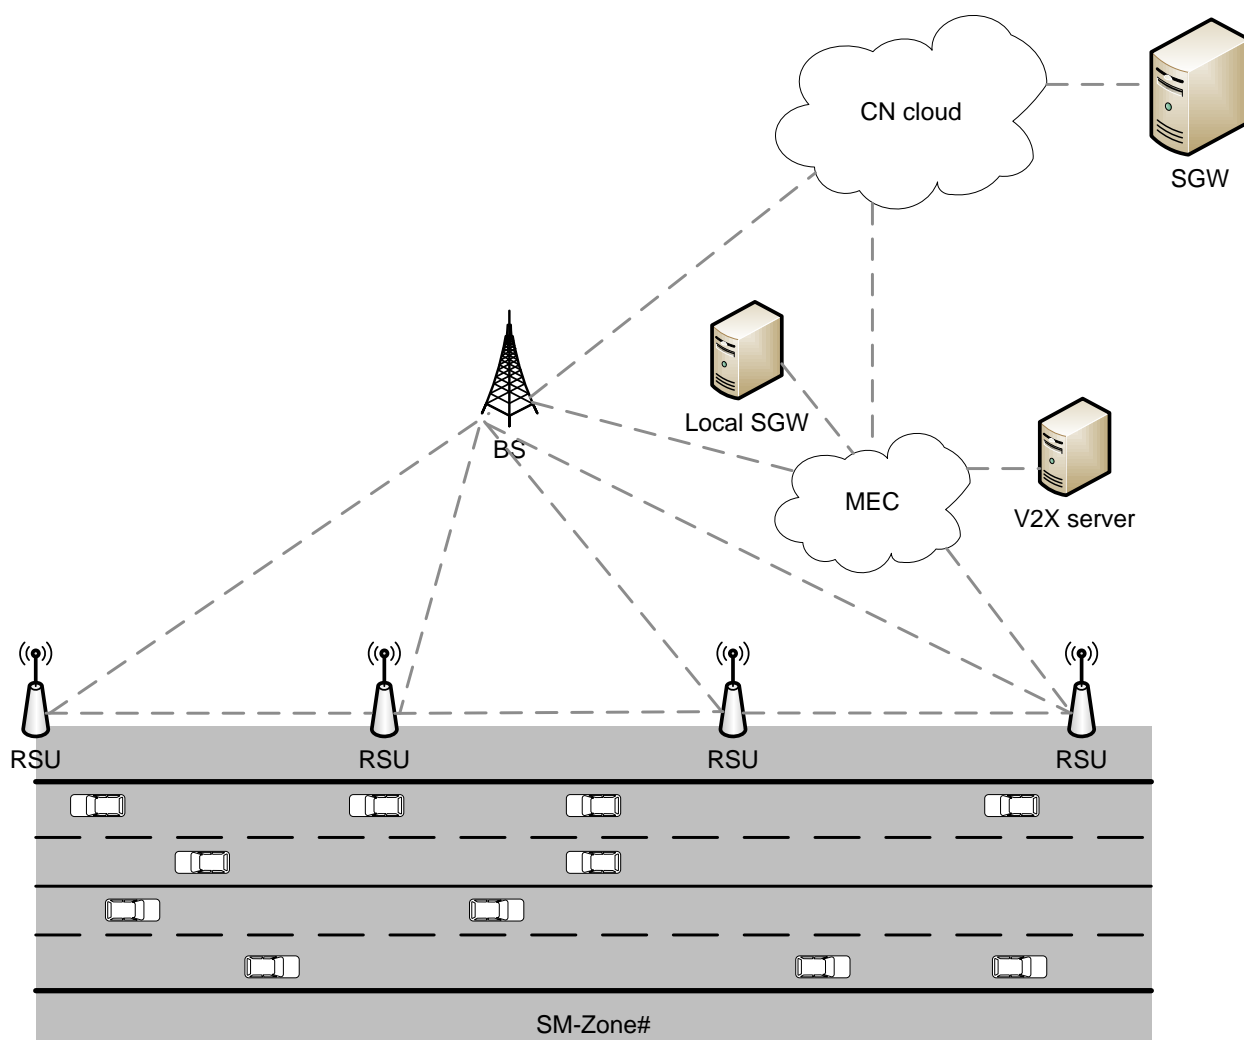 CN cloud
SGW
Local SGW
BS
MEC
V2X server
RSU
RSU
RSU
RSU
SM-Zone#